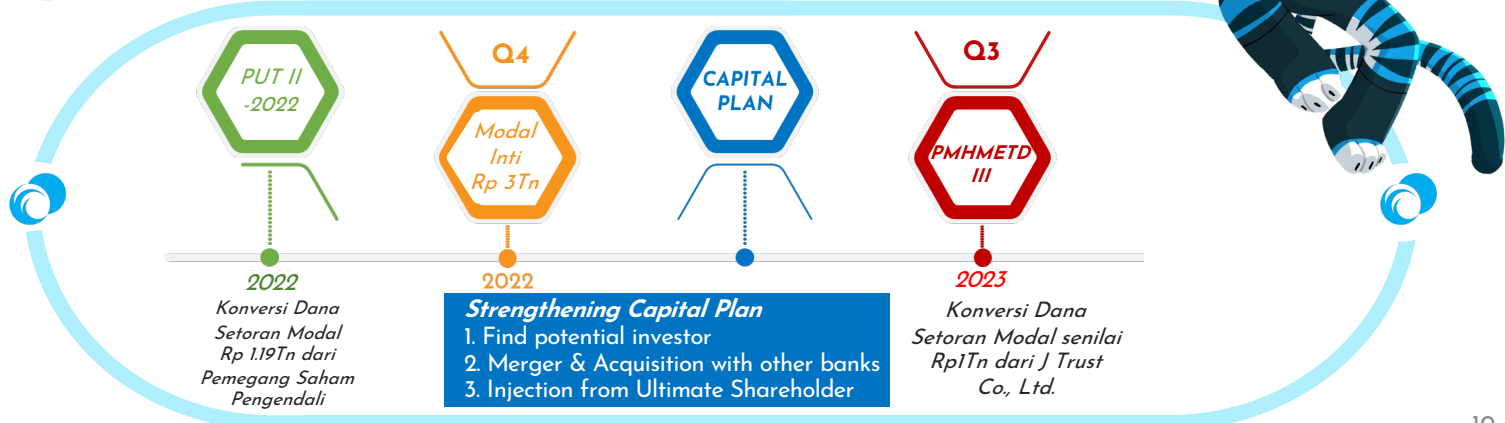 PUT II
-2022
2022
Konversi Dana
Setoran Modal
Rp 1.19Tn dari
Pemegang Saham
Pengendali
Q4
Modal
Inti
Rp 3Tn
2022
CAPITAL
PLAN
Strengthening Capital Plan
1. Find potential investor
2. Merger & Acquisition with other banks
3. Injection from Ultimate Shareholder
Q3
PMHMETD
III
2023
Konversi Dana
Setoran Modal senilai
Rp1Tn dari J Trust
Co., Ltd.